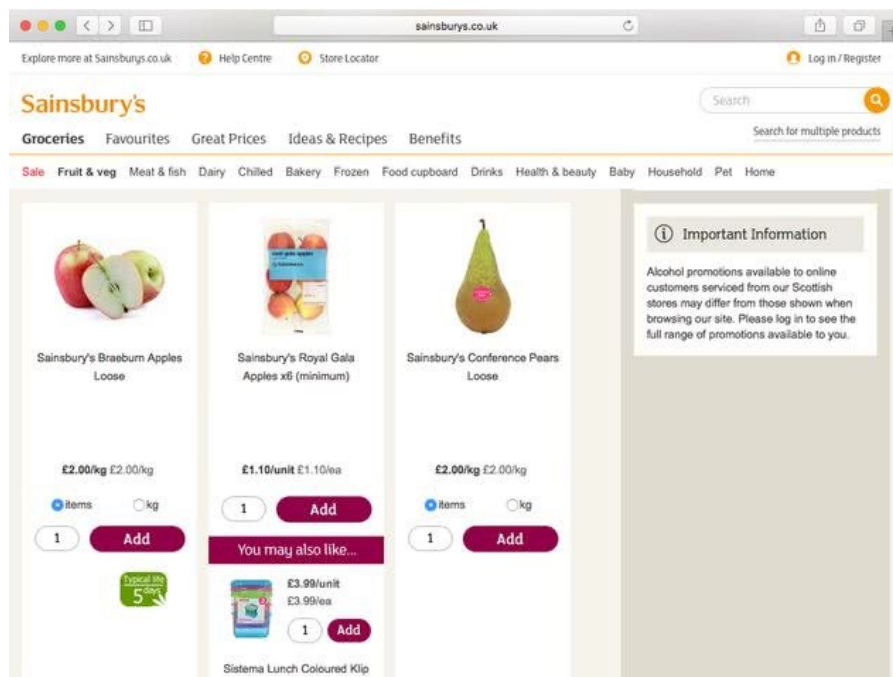 sainsburys.co.uk
Explore more at Sainsburys.co.uk Help Centre Store Locator Log in / Register
Sainsbury's
Search
Groceries Favourites Great Prices Ideas & Recipes Benefits
Search for multiple products
Sale Fruit & veg Meat & fish Dairy Chilled Bakery Frozen Food cupboard Drinks Health & beauty Baby Household Pet Home
Sainsbury's Braeburn Apples
Loose
£2.00/kg £2.00/kg
items kg
1 Add
Typical life
5 days
Sainsbury's Royal Gala
Apples x6 (minimum)
£1.10/unit £1.10/ea
1 Add
You may also like...
£3.99/unit
£3.99/ea
1 Add
Sistema Lunch Coloured Klip
Sainsbury's Conference Pears
Loose
£2.00/kg £2.00/kg
items kg
1 Add
Important Information
Alcohol promotions available to online
customers serviced from our Scottish
stores may differ from those shown when
browsing our site. Please log in to see the
full range of promotions available to you.